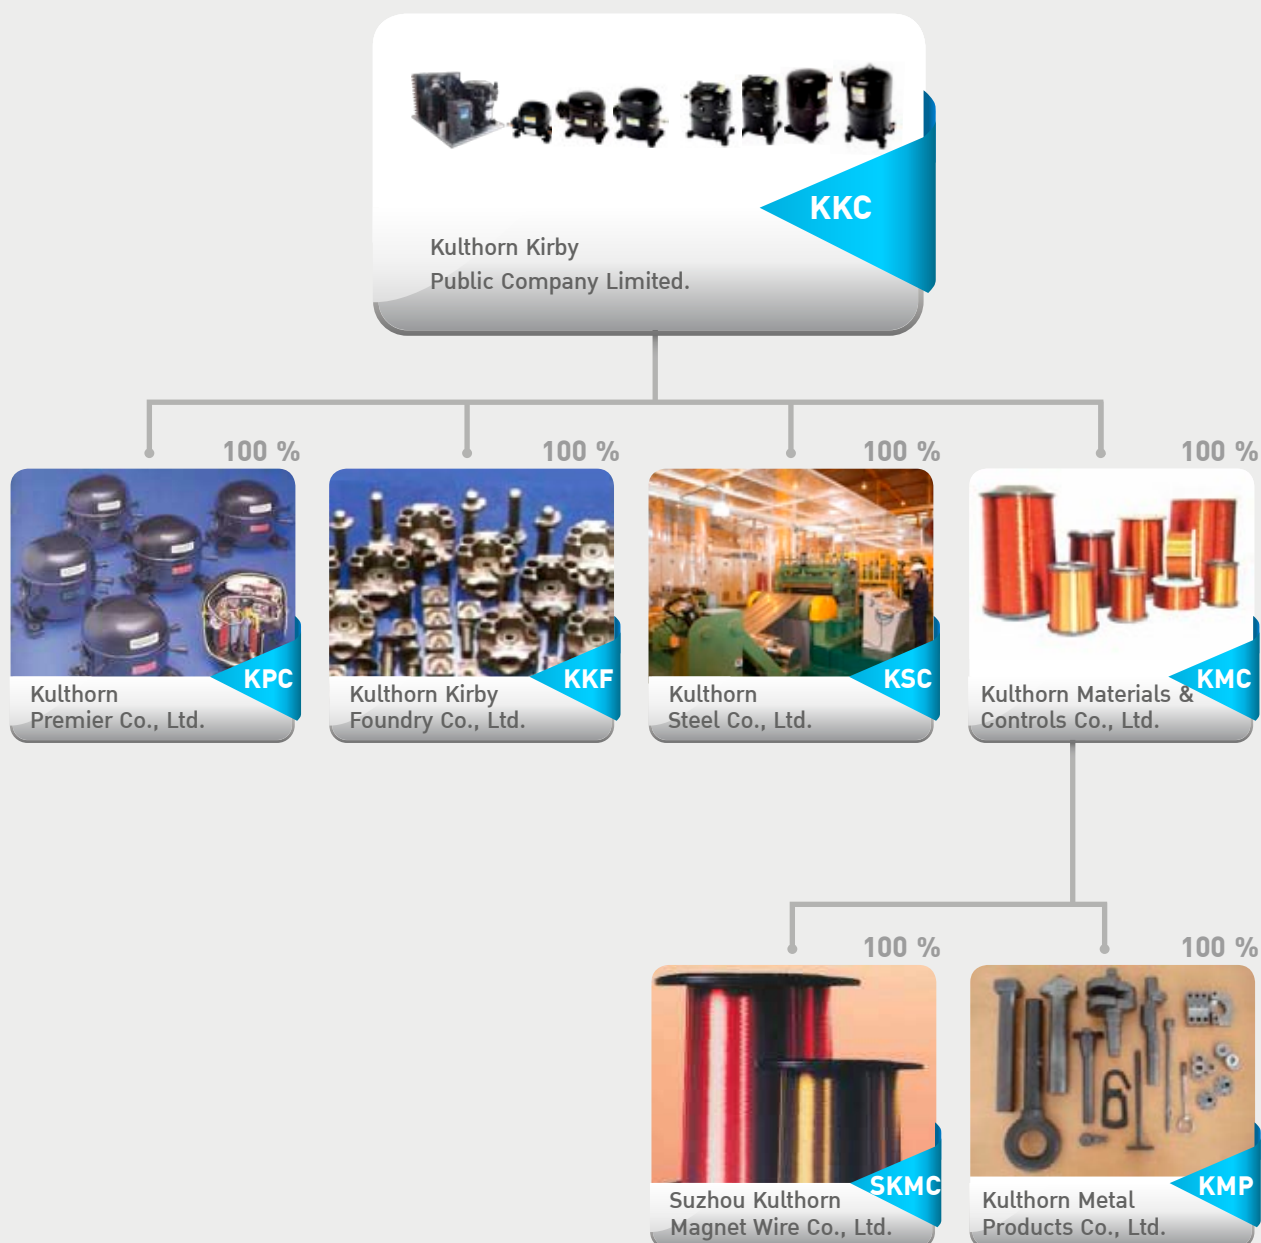 KKC
Kulthorn Kirby
Public Company Limited.
100 %
100 %
100 %
100 %
KPC
Kulthorn
Premier Co., Ltd.
KKF
Kulthorn Kirby
Foundry Co., Ltd.
KSC
Kulthorn
Steel Co., Ltd.
KMC
Kulthorn Materials &
Controls Co., Ltd.
100 %
100 %
SKMC
Suzhou Kulthorn
Magnet Wire Co., Ltd.
KMP
Kulthorn Metal
Products Co., Ltd.